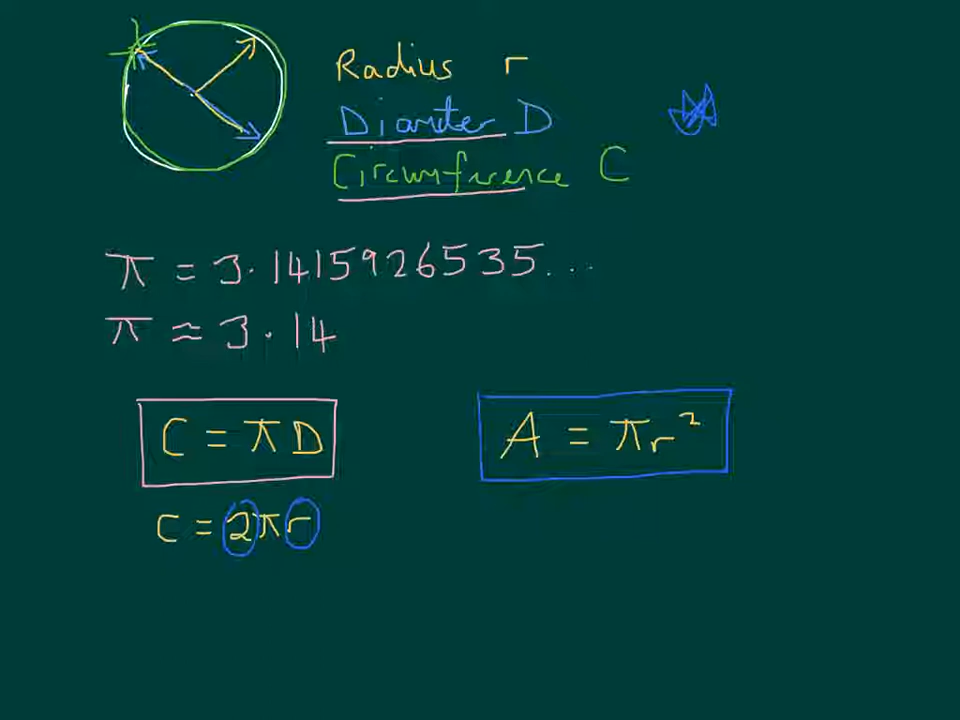 Radius r
Diameter D
Circumference C
π = 3.1415926535...
π ≈ 3.14
C = πD
A = πr²
C = 2πr